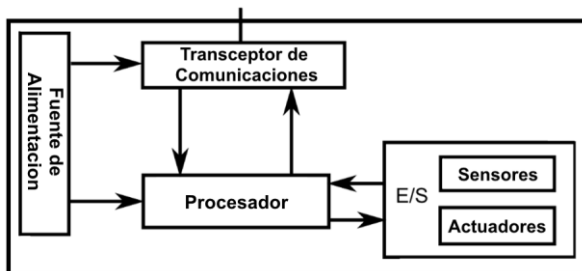 Transceptor de
Comunicaciones
Fuente de
Alimentacion
Procesador
E/S
Sensores
Actuadores